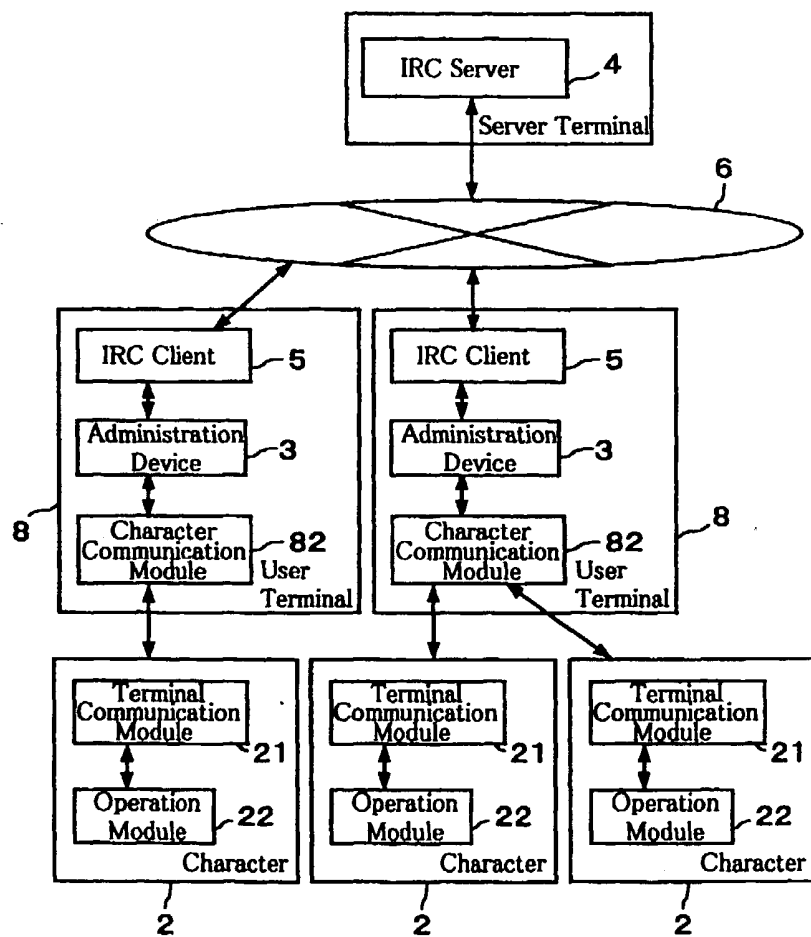 IRC Server
4
Server Terminal
6
IRC Client
5
Administration
Device
3
Character
Communication
Module
82
User
Terminal
8
IRC Client
5
Administration
Device
3
Character
Communication
Module
82
User
Terminal
8
Terminal
Communication
Module
21
Operation
Module
22
Character
2
Terminal
Communication
Module
21
Operation
Module
22
Character
2
Terminal
Communication
Module
21
Operation
Module
22
Character
2